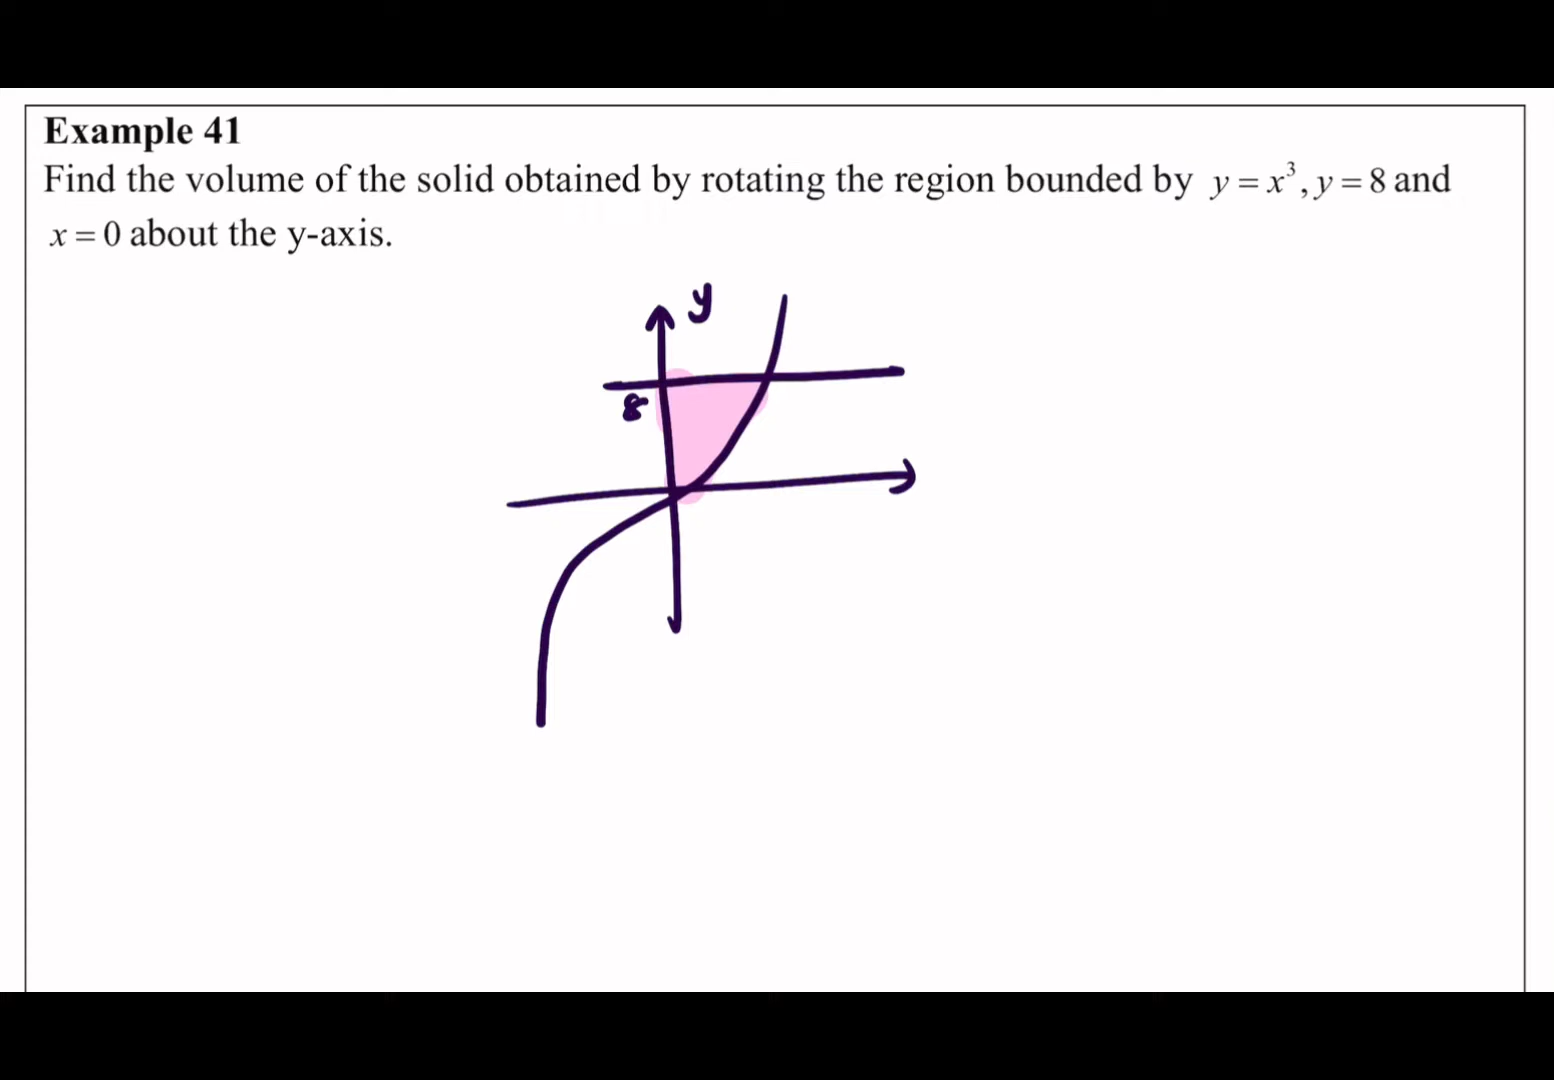 Example 41
Find the volume of the solid obtained by rotating the region bounded by y = x³, y = 8 and
x = 0 about the y-axis.
y
8